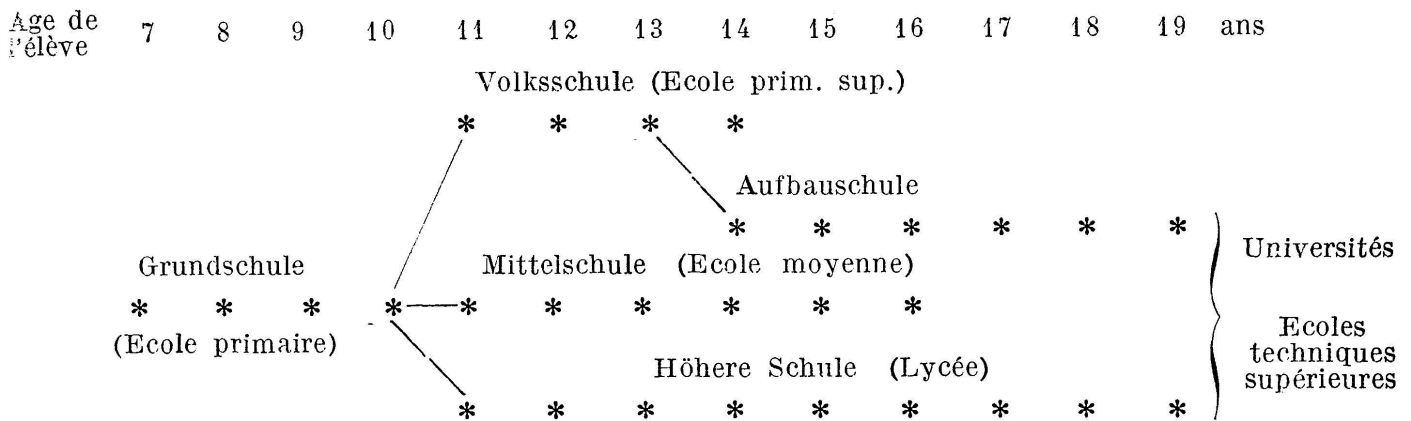 Age de 7 8 9 10 11 12 13 14 15 16 17 18 19 ans
l'élève
Volksschule (Ecole prim. sup.)
* * * *
Aufbauschule
* * * * * *
Universités
Grundschule Mittelschule (Ecole moyenne)
* * * * * * * * * *
(Ecole primaire)
Ecoles
techniques
supérieures
Höhere Schule (Lycée)
* * * * * * * * *